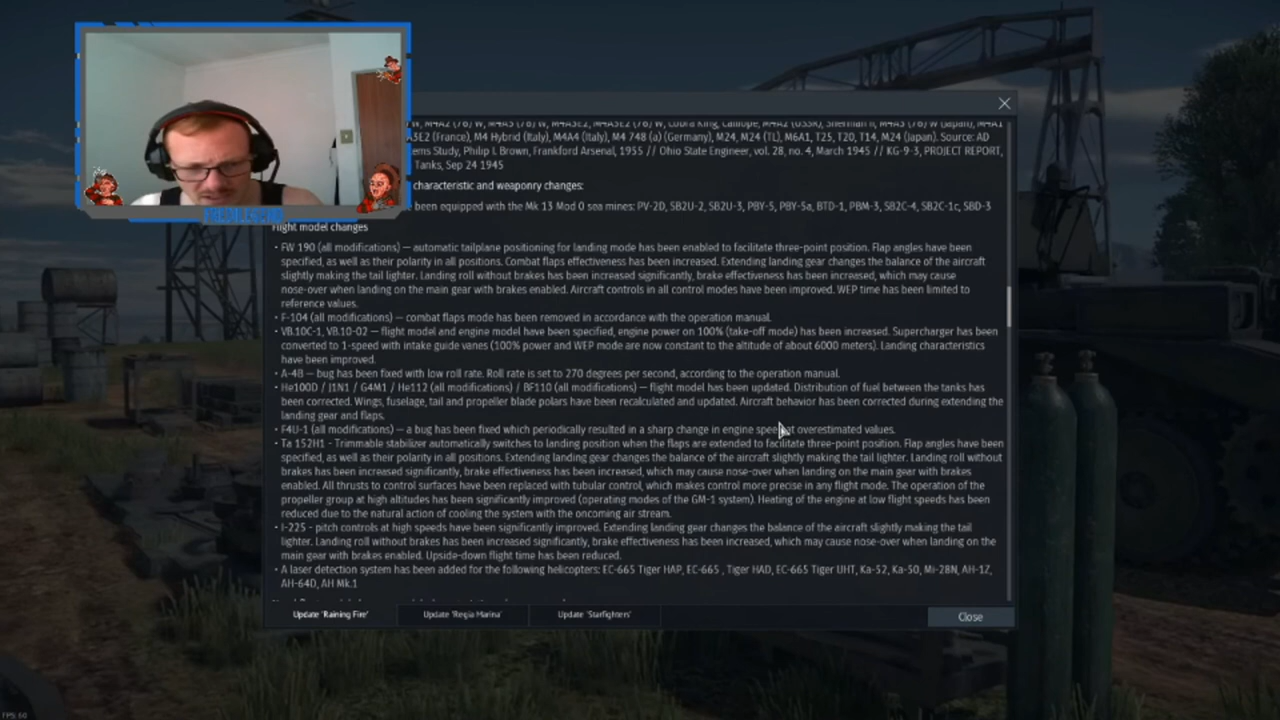 W, M4A2 (76) W, M4A3 (76) W, M4A3E2, M4A3E2 (76) W, Cobra King, Calliope, M4A2 (USSR), Sherman II, M4A3 (76) W (Japan), M4A1
A3E2 (France), M4 Hybrid (Italy), M4A4 (Italy), M4 748 (a) (Germany), M24, M24 (TL), M6A1, T25, T20, T14, M24 (Japan). Source: AD
ems Study, Philip L Brown, Frankford Arsenal, 1955 // Ohio State Engineer, vol. 28, no. 4, March 1945 // KG-9-3, PROJECT REPORT,
Tanks, Sep 24 1945
characteristic and weaponry changes:
been equipped with the Mk 13 Mod 0 sea mines: PV-2D, SB2U-2, SB2U-3, PBY-5, PBY-5a, BTD-1, PBM-3, SB2C-4, SB2C-1c, SBD-3
Flight model changes
• FW 190 (all modifications) — automatic tailplane positioning for landing mode has been enabled to facilitate three-point position. Flap angles have been
specified, as well as their polarity in all positions. Combat flaps effectiveness has been increased. Extending landing gear changes the balance of the aircraft
slightly making the tail lighter. Landing roll without brakes has been increased significantly, brake effectiveness has been increased, which may cause
nose-over when landing on the main gear with brakes enabled. Aircraft controls in all control modes have been improved. WEP time has been limited to
reference values.
• F-104 (all modifications) — combat flaps mode has been removed in accordance with the operation manual.
• VB.10C-1, VB.10-02 — flight model and engine model have been specified, engine power on 100% (take-off mode) has been increased. Supercharger has been
converted to 1-speed with intake guide vanes (100% power and WEP mode are now constant to the altitude of about 6000 meters). Landing characteristics
have been improved.
• A-4B — bug has been fixed with low roll rate. Roll rate is set to 270 degrees per second, according to the operation manual.
• He100D / J1N1 / G4M1 / He112 (all modifications) / BF110 (all modifications) — flight model has been updated. Distribution of fuel between the tanks has
been corrected. Wings, fuselage, tail and propeller blade polars have been recalculated and updated. Aircraft behavior has been corrected during extending the
landing gear and flaps.
• F4U-1 (all modifications) — a bug has been fixed which periodically resulted in a sharp change in engine speed at overestimated values.
• Ta 152H1 - Trimmable stabilizer automatically switches to landing position when the flaps are extended to facilitate three-point position. Flap angles have been
specified, as well as their polarity in all positions. Extending landing gear changes the balance of the aircraft slightly making the tail lighter. Landing roll without
brakes has been increased significantly, brake effectiveness has been increased, which may cause nose-over when landing on the main gear with brakes
enabled. All thrusts to control surfaces have been replaced with tubular control, which makes control more precise in any flight mode. The operation of the
propeller group at high altitudes has been significantly improved (operating modes of the GM-1 system). Heating of the engine at low flight speeds has been
reduced due to the natural action of cooling the system with the oncoming air stream.
• I-225 - pitch controls at high speeds have been significantly improved. Extending landing gear changes the balance of the aircraft slightly making the tail
lighter. Landing roll without brakes has been increased significantly, brake effectiveness has been increased, which may cause nose-over when landing on the
main gear with brakes enabled. Upside-down flight time has been reduced.
• A laser detection system has been added for the following helicopters: EC-665 Tiger HAP, EC-665 , Tiger HAD, EC-665 Tiger UHT, Ka-52, Ka-50, Mi-28N, AH-1Z,
AH-64D, AH Mk.1
Update 'Raining Fire'
Update 'Regia Marina'
Update 'Starfighters'
Close
FPS: 60